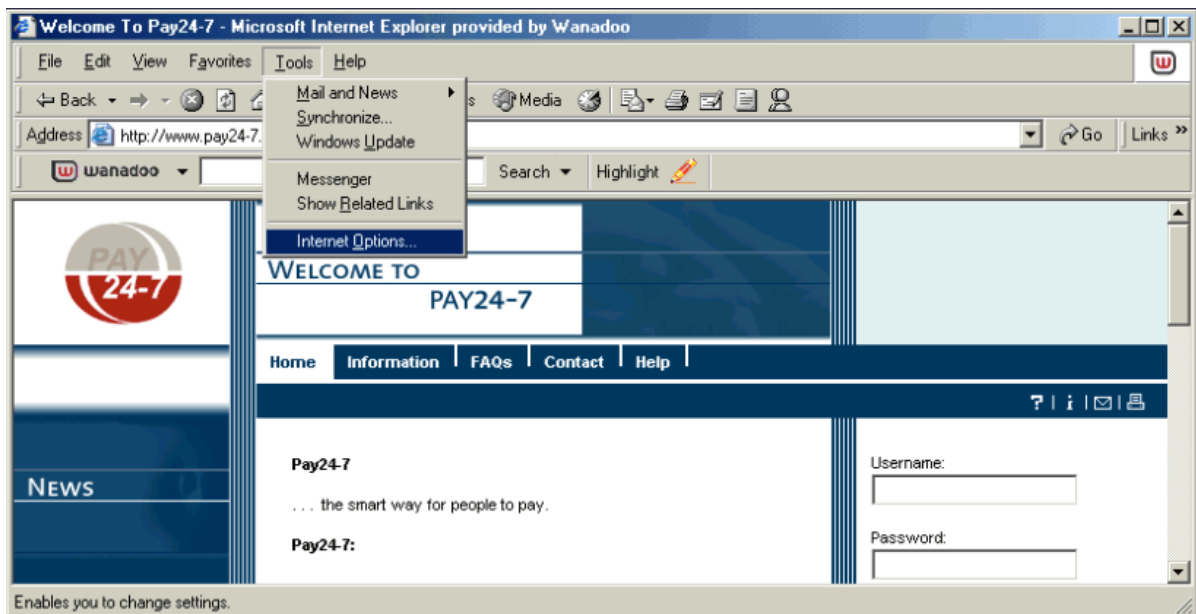 Welcome To Pay24-7 - Microsoft Internet Explorer provided by Wanadoo
File Edit View Favorites Tools Help
Back
Media
Address http://www.pay24-7.
Go Links »
wanadoo
Search Highlight
Mail and News
Synchronize...
Windows Update
Messenger
Show Related Links
Internet Options...
PAY
24-7
WELCOME TO
PAY24-7
Home Information FAQs Contact Help
? | i |
NEWS
Pay24-7
. . . the smart way for people to pay.
Pay24-7:
Username:
Password:
Enables you to change settings.